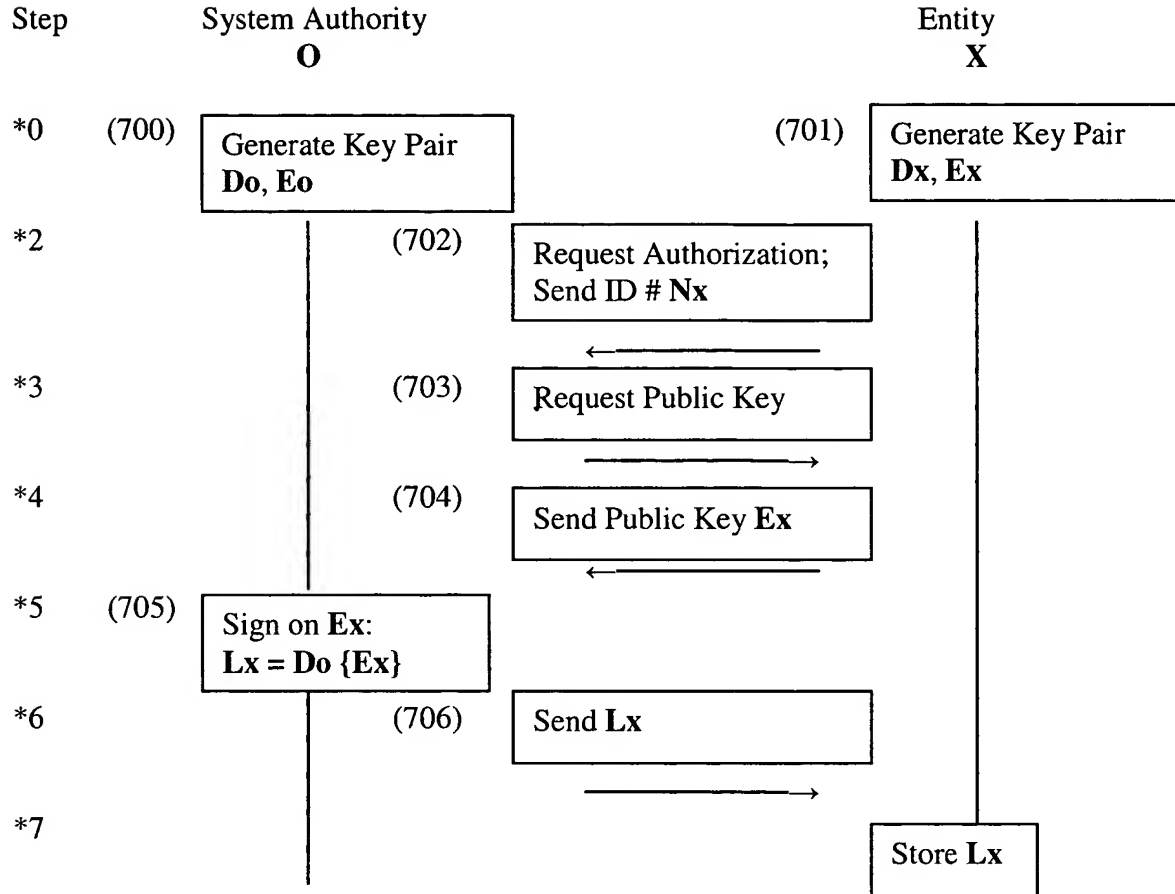 Step System Authority Entity
O X
*0 (700) Generate Key Pair (701) Generate Key Pair
Do, Eo Dx, Ex
*2 (702) Request Authorization;
Send ID # Nx
*3 (703) Request Public Key
*4 (704) Send Public Key Ex
*5 (705) Sign on Ex:
Lx = Do {Ex}
*6 (706) Send Lx
*7 Store Lx